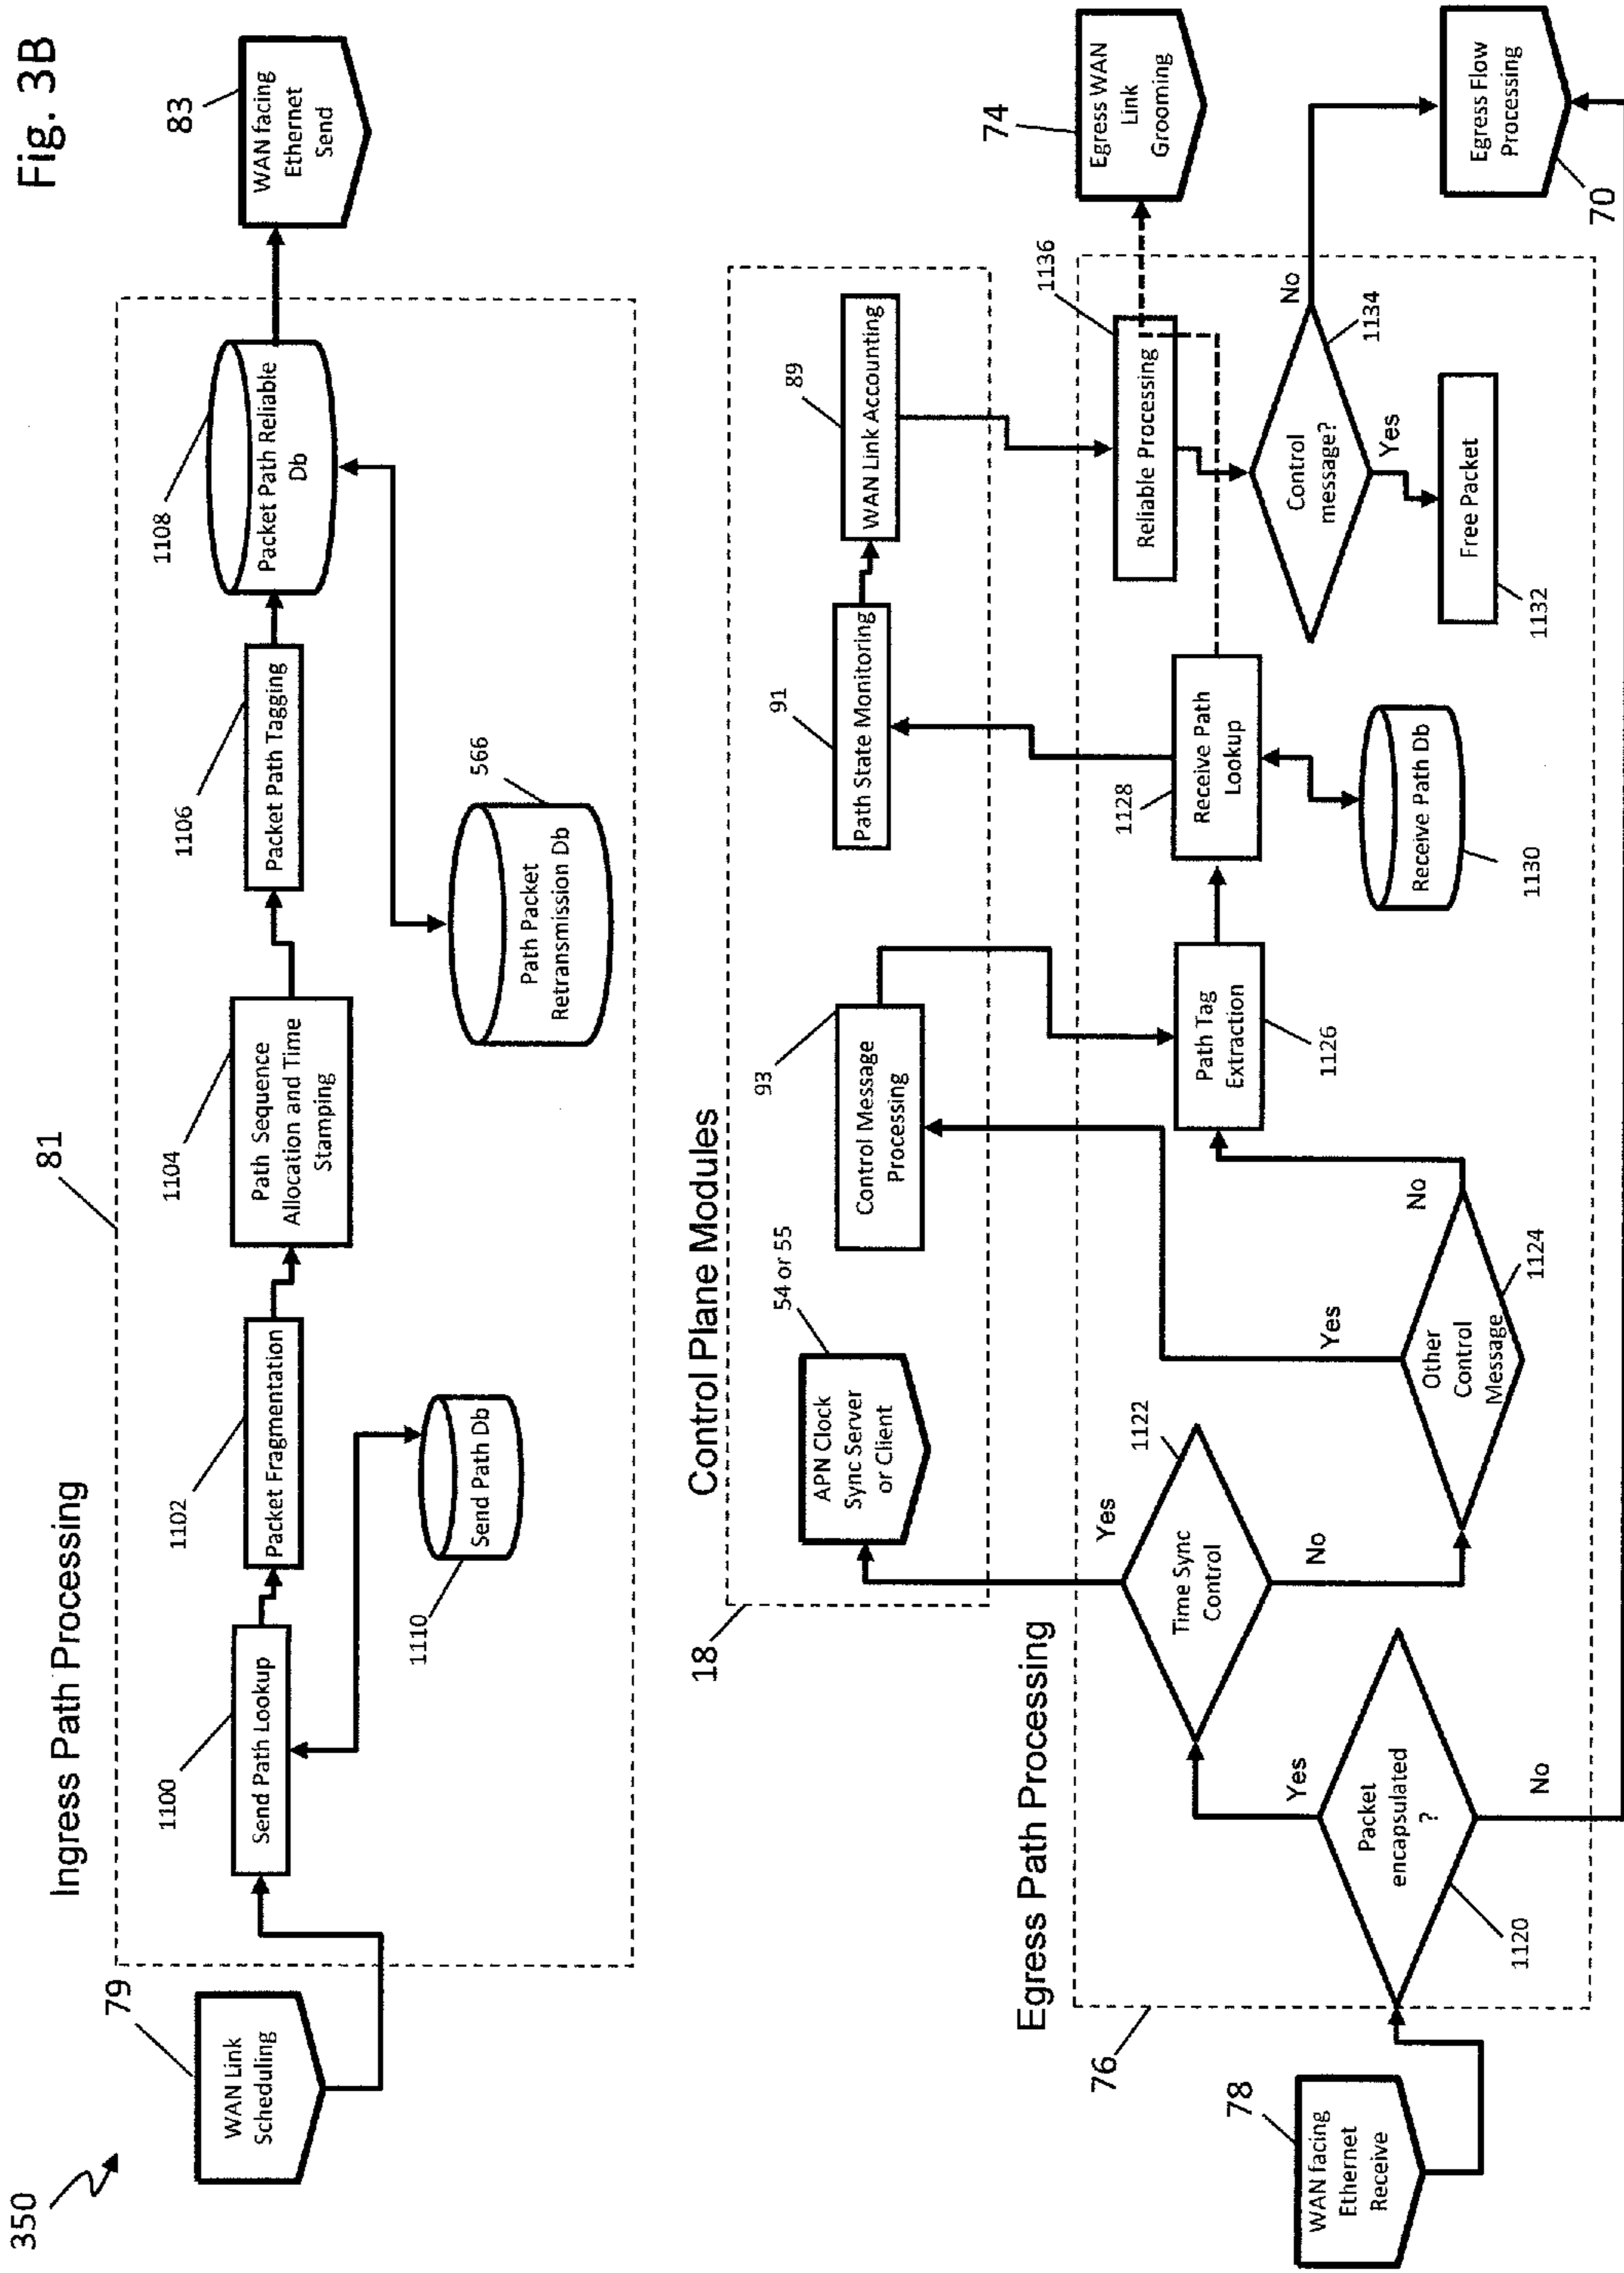 Fig. 3B
350
Ingress Path Processing
81
79
WAN Link
Scheduling
1100
Send Path Lookup
1110
Send Path Db
1102
Packet Fragmentation
1104
Path Sequence
Allocation and Time
Stamping
1106
Packet Path Tagging
566
Path Packet
Retransmission Db
1108
Packet Path Reliable
Db
83
WAN facing
Ethernet
Send
Control Plane Modules
18
54 or 55
APN Clock
Sync Server
or Client
93
Control Message
Processing
91
Path State Monitoring
89
WAN Link Accounting
74
Egress WAN
Link
Grooming
Egress Path Processing
76
78
WAN facing
Ethernet
Receive
Packet
encapsulated
?
1120
Yes
No
1122
Time Sync
Control
Yes
No
Other
Control
Message
1124
Yes
No
Path Tag
Extraction
1126
1128
Receive Path
Lookup
Receive Path Db
1130
1136
Reliable Processing
Control
message?
1134
No
Yes
Free Packet
1132
Egress Flow
Processing
70